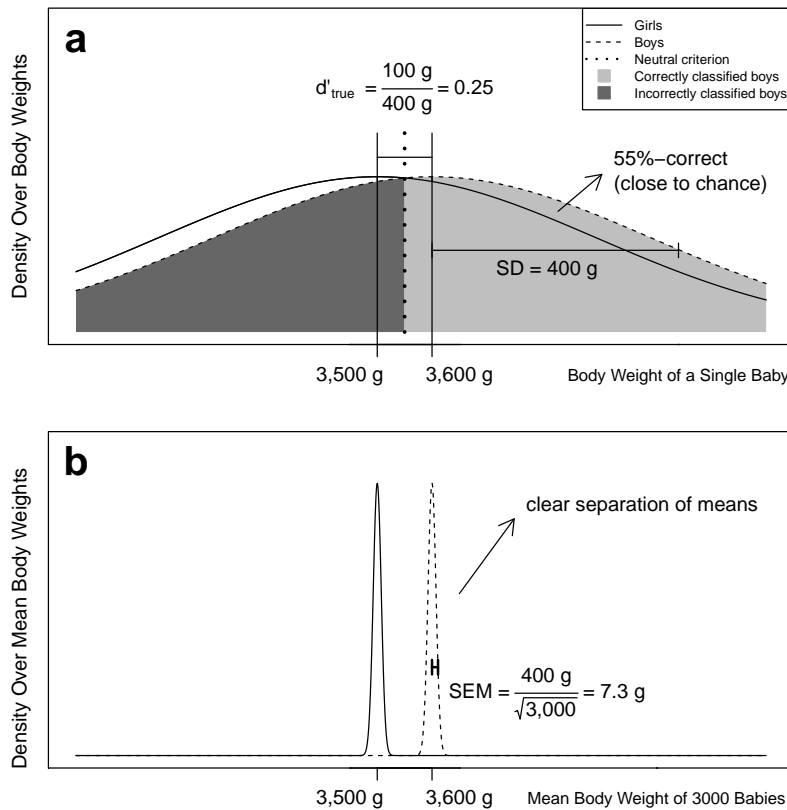 a
Girls
Boys
Neutral criterion
Correctly classified boys
Incorrectly classified boys
d'true = 100 g / 400 g = 0.25
55%−correct
(close to chance)
SD = 400 g
Density Over Body Weights
3,500 g 3,600 g
Body Weight of a Single Baby
b
clear separation of means
SEM = 400 g / √3,000 = 7.3 g
Density Over Mean Body Weights
3,500 g 3,600 g
Mean Body Weight of 3000 Babies